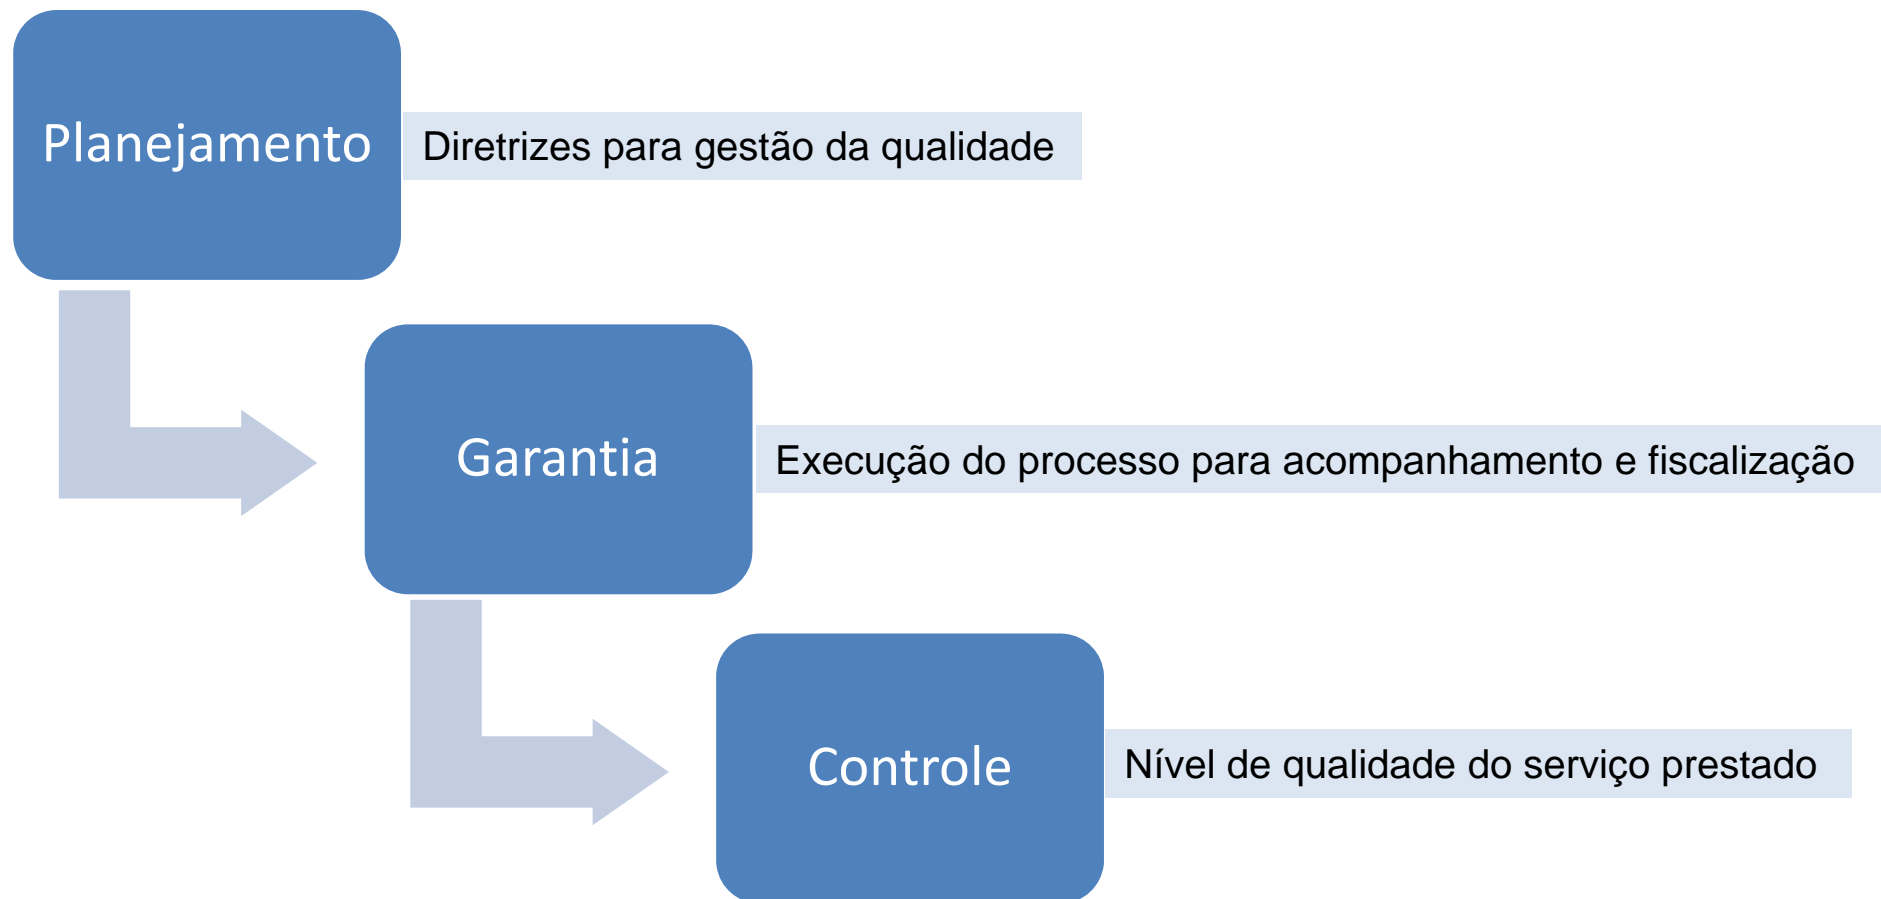 Planejamento
Diretrizes para gestão da qualidade
Garantia
Execução do processo para acompanhamento e fiscalização
Controle
Nível de qualidade do serviço prestado